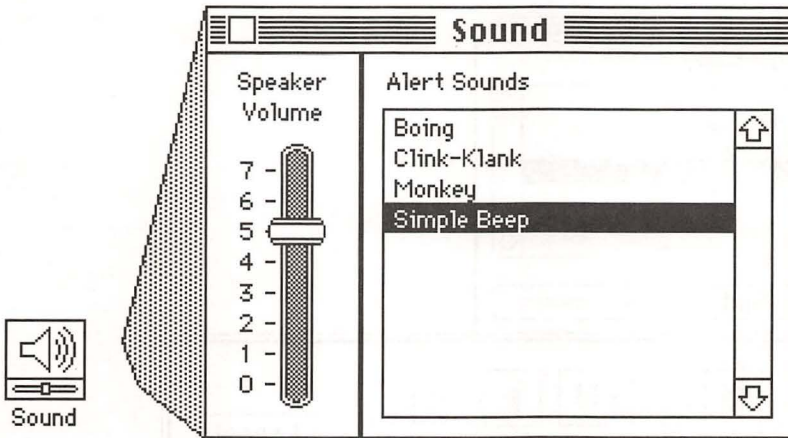 Sound
Speaker
Volume
7
6
5
4
3
2
1
0
Alert Sounds
Boing
Clink-Klank
Monkey
Simple Beep
Sound